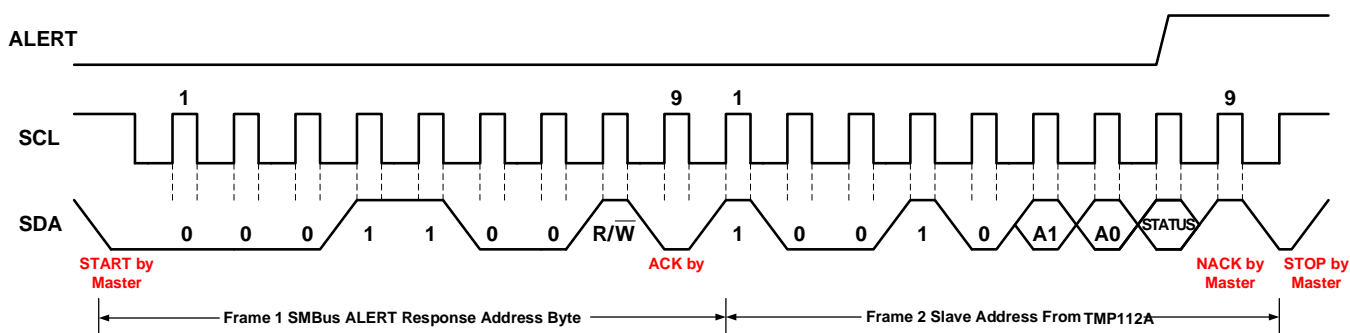 ALERT
1 9 1 9
SCL
SDA
0 0 0 1 1 0 0 R/W 1 0 0 1 0 A1 A0 STATUS
START by
Master
ACK by
NACK by
Master
STOP by
Master
Frame 1 SMBus ALERT Response Address Byte
Frame 2 Slave Address From TMP112A